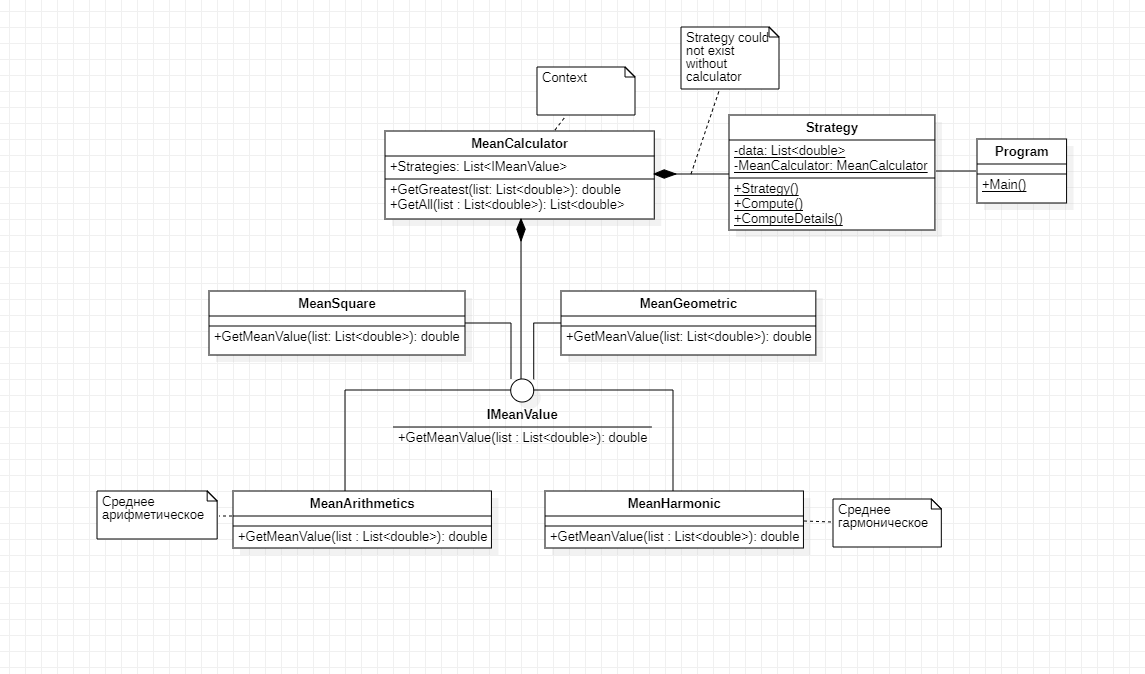 Strategy could
not exist
without
calculator
Context
MeanCalculator
+Strategies: List<IMeanValue>
+GetGreatest(list: List<double>): double
+GetAll(list : List<double>): List<double>
Strategy
-data: List<double>
-MeanCalculator: MeanCalculator
+Strategy()
+Compute()
+ComputeDetails()
Program
+Main()
MeanSquare
+GetMeanValue(list: List<double>): double
MeanGeometric
+GetMeanValue(list: List<double>): double
IMeanValue
+GetMeanValue(list : List<double>): double
Среднее
арифметическое
MeanArithmetics
+GetMeanValue(list : List<double>): double
MeanHarmonic
+GetMeanValue(list : List<double>): double
Среднее
гармоническое